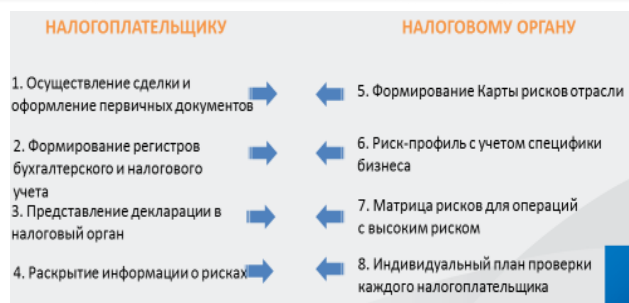 НАЛОГОПЛАТЕЛЬЩИКУ
1. Осуществление сделки и
оформление первичных документов
2. Формирование регистров
бухгалтерского и налогового
учета
3. Представление декларации в
налоговый орган
4. Раскрытие информации о рисках
НАЛОГОВОМУ ОРГАНУ
5. Формирование Карты рисков отрасли
6. Риск-профиль с учетом специфики
бизнеса
7. Матрица рисков для операций
с высоким риском
8. Индивидуальный план проверки
каждого налогоплательщика